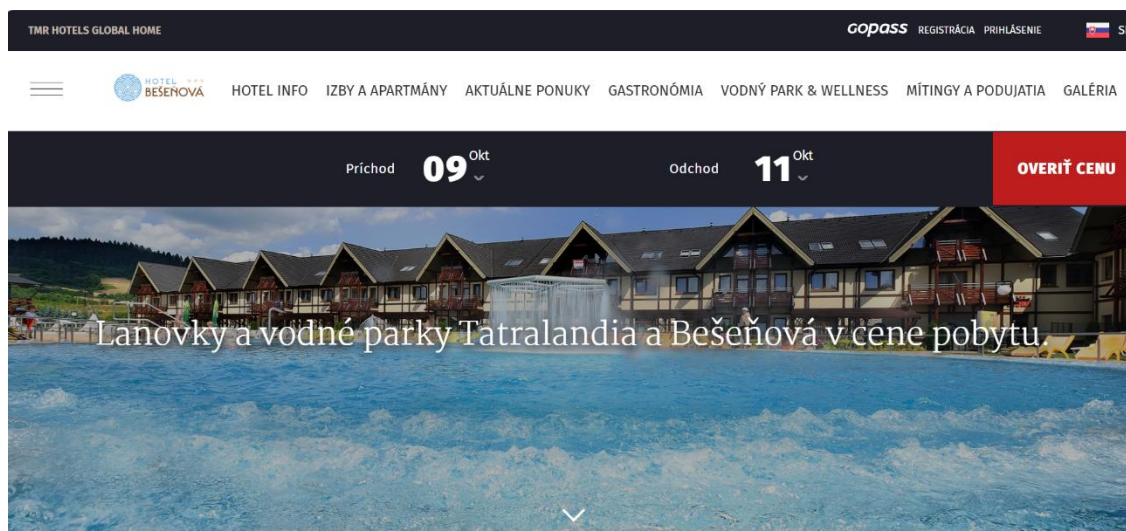 TMR HOTELS GLOBAL HOME
GOPASS REGISTRÁCIA PRIHLÁSENIE
HOTEL ***
BEŠEŇOVÁ
HOTEL INFO IZBY A APARTMÁNY AKTUÁLNE PONUKY GASTRONÓMIA VODNÝ PARK & WELLNESS MÍTINGY A PODUJATIA GALÉRIA
Príchod 09 Okt Odchod 11 Okt OVERIŤ CENU
Lanovky a vodné parky Tatralandia a Bešeňová v cene pobytu.